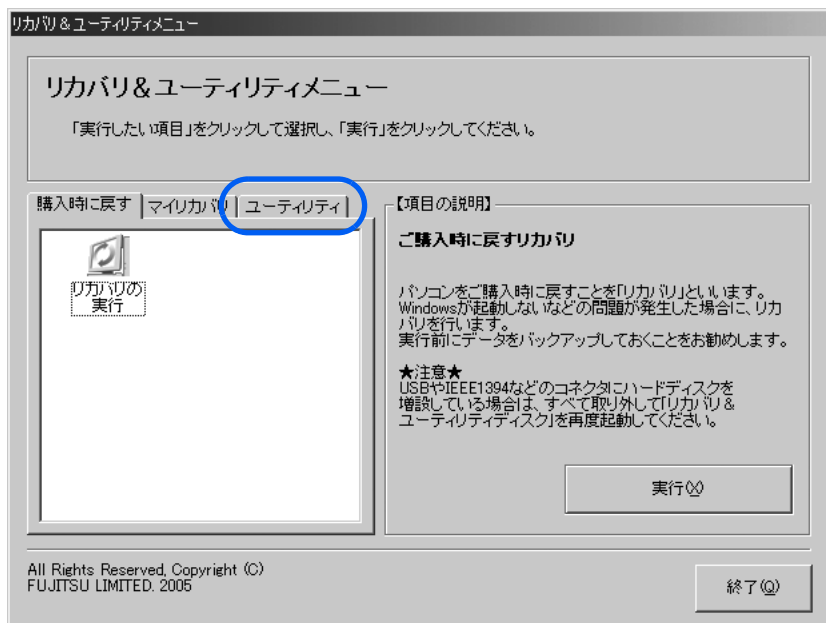 リカバリ&ユーティリティメニュー
リカバリ&ユーティリティメニュー
「実行したい項目」をクリックして選択し、「実行」をクリックしてください。
購入時に戻す マイリカバリ ユーティリティ
リカバリの
実行
【項目の説明】
ご購入時に戻すリカバリ
パソコンをご購入時に戻すことを「リカバリ」といいます。
Windowsが起動しないなどの問題が発生した場合に、リカ
バリを行います。
実行前にデータをバックアップしておくことをお勧めします。
★注意★
USBやIEEE1394などのコネクタにハードディスクを
増設している場合は、すべて取り外して「リカバリ&
ユーティリティディスク」を再度起動してください。
実行(X)
All Rights Reserved, Copyright (C)
FUJITSU LIMITED. 2005
終了(Q)